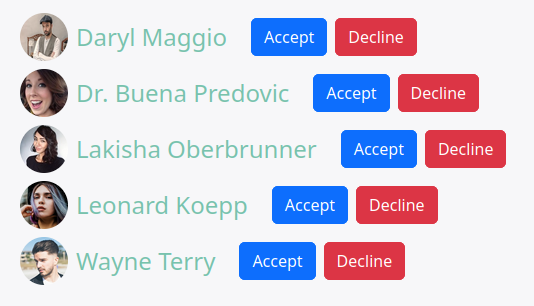 Daryl Maggio Accept Decline
Dr. Buena Predovic Accept Decline
Lakisha Oberbrunner Accept Decline
Leonard Koepp Accept Decline
Wayne Terry Accept Decline